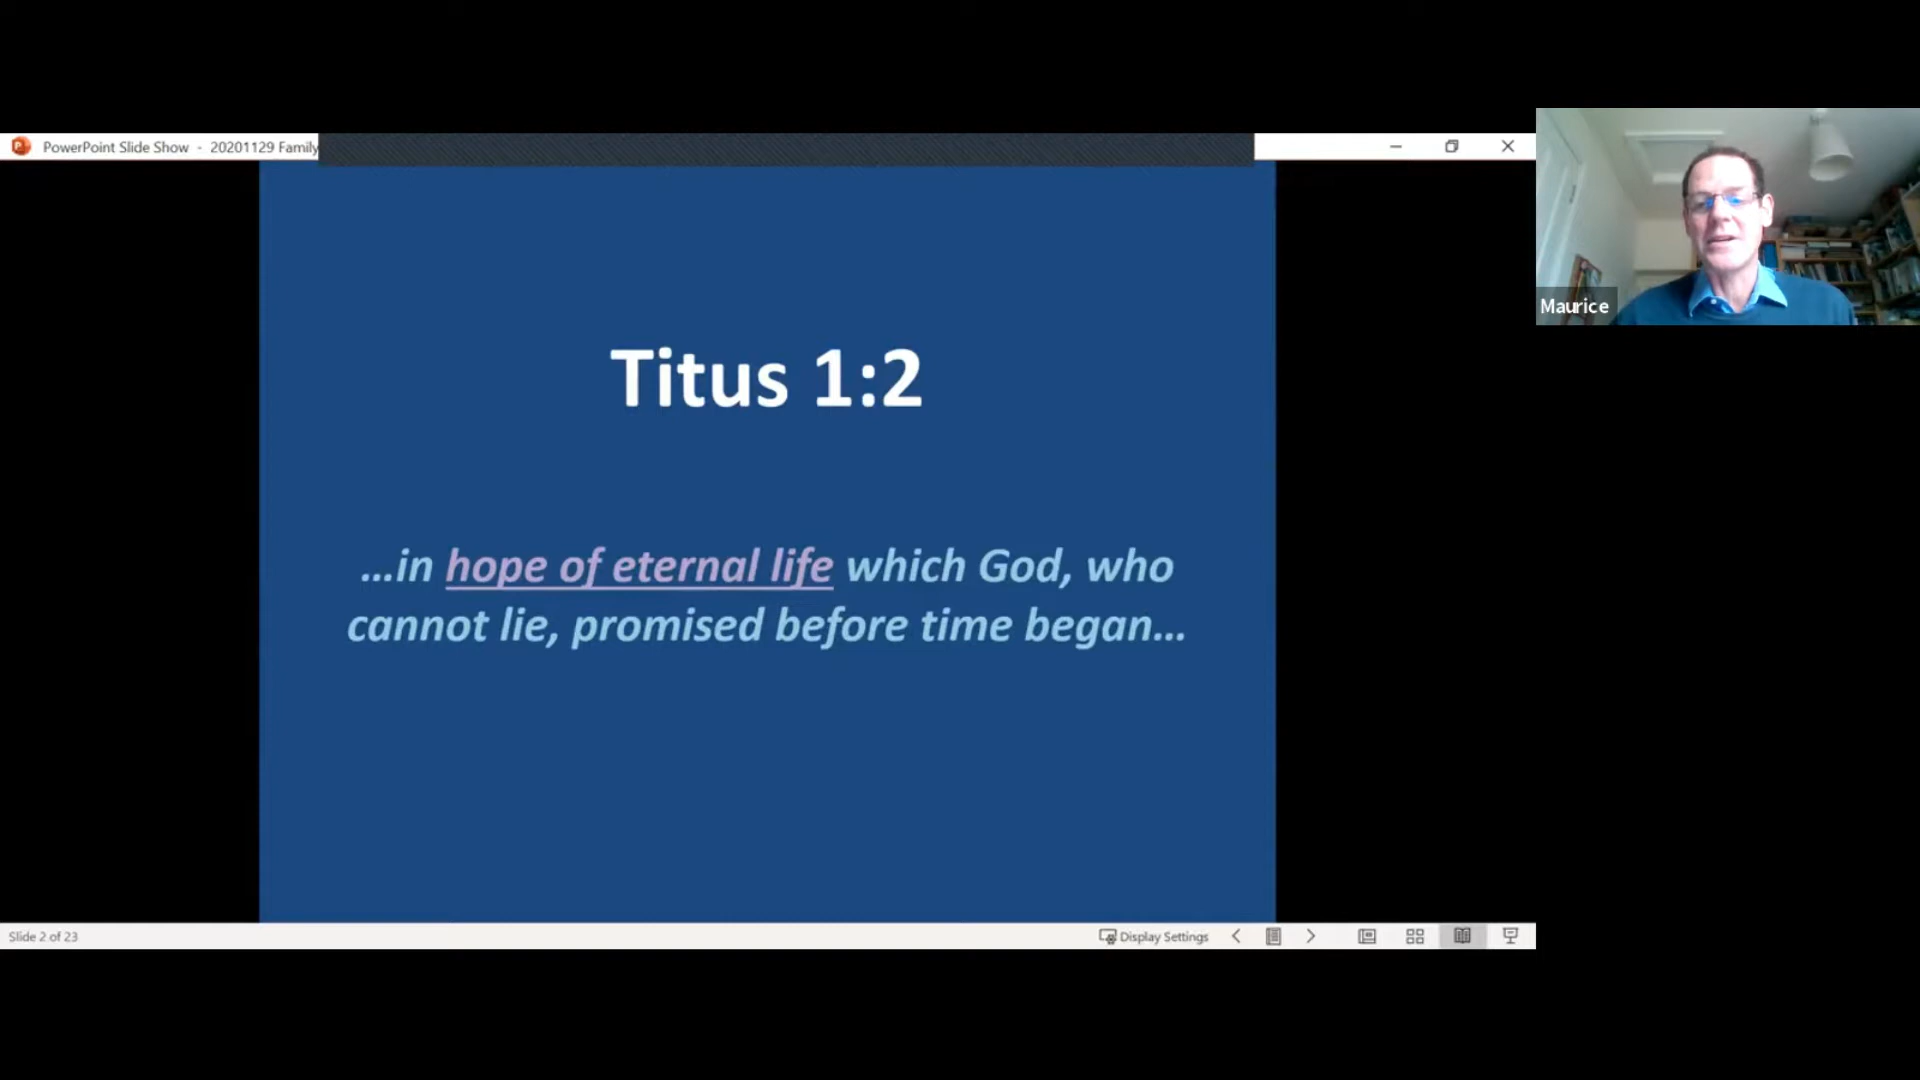 PowerPoint Slide Show - 20201129 Family
Maurice
Titus 1:2
...in hope of eternal life which God, who
cannot lie, promised before time began...
Slide 2 of 23
Display Settings